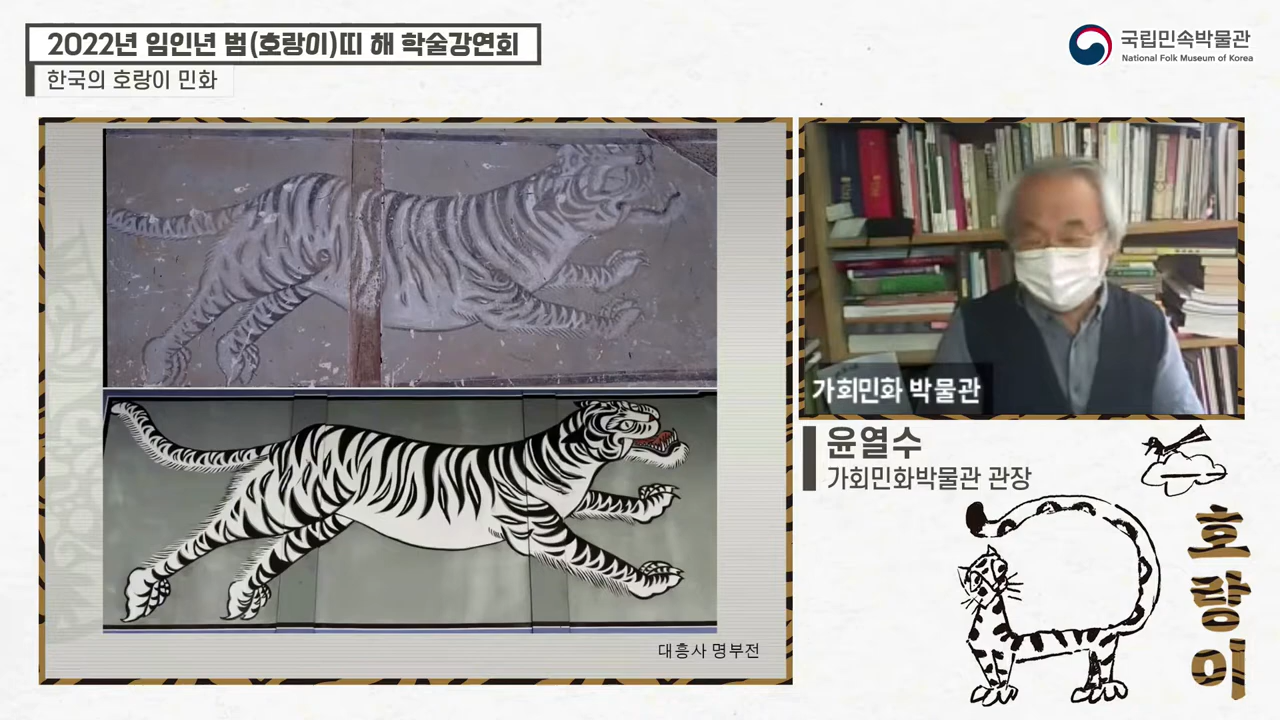 2022년 임인년 범(호랑이)띠 해 학술강연회
한국의 호랑이 민화
국립민속박물관
National Folk Museum of Korea
가회민화 박물관
대흥사 명부전
윤열수
가회민화박물관 관장
호랑이